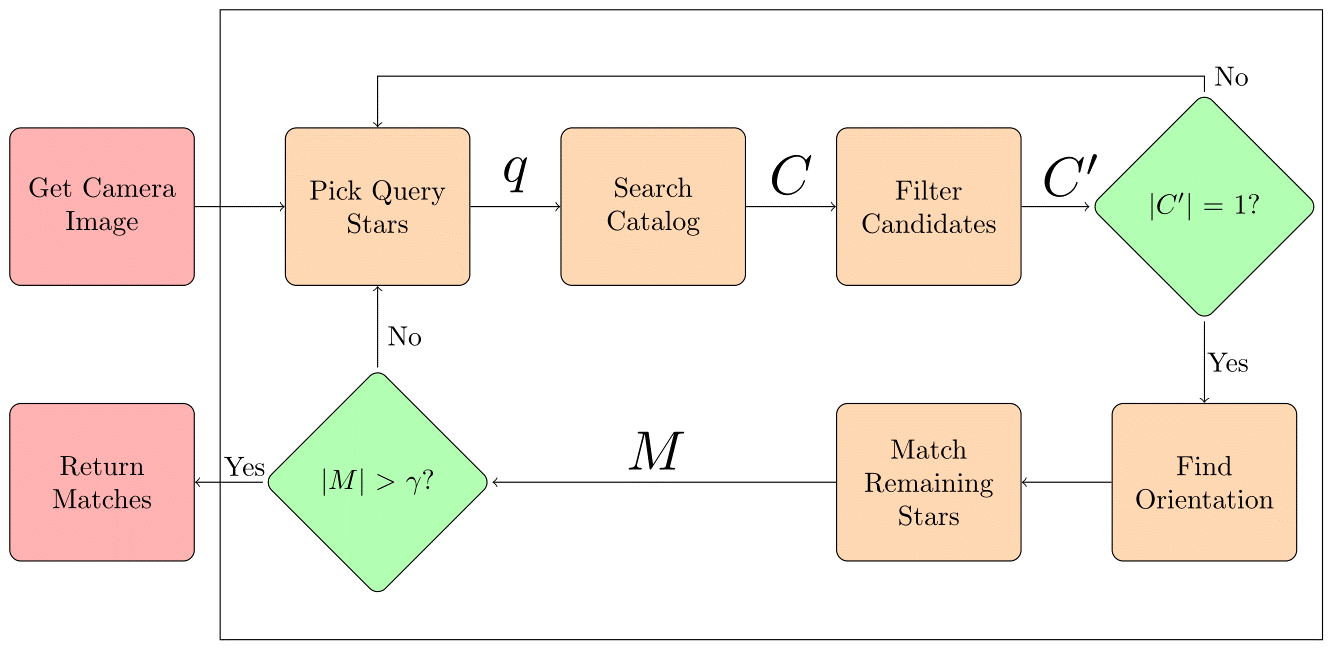 No
Get Camera
Image
Pick Query
Stars
q
Search
Catalog
C
Filter
Candidates
C′
|C′| = 1?
No
Yes
Return
Matches
Yes
|M| > γ?
M
Match
Remaining
Stars
Find
Orientation